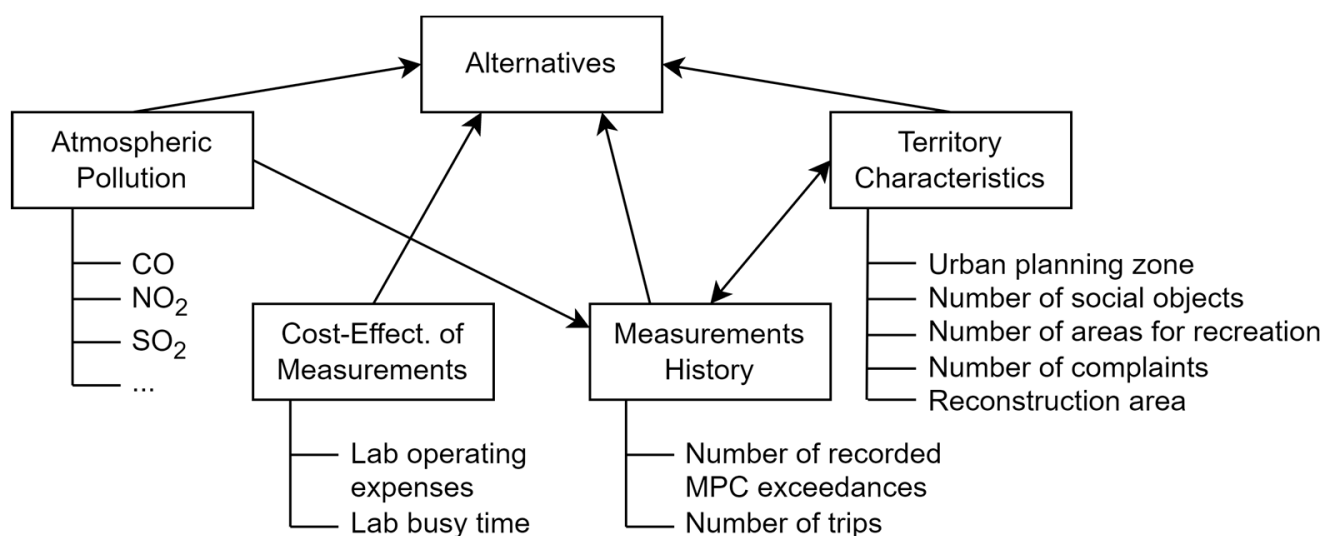 Alternatives
Atmospheric
Pollution
Territory
Characteristics
CO
NO₂
SO₂
...
Cost-Effect. of
Measurements
Measurements
History
Urban planning zone
Number of social objects
Number of areas for recreation
Number of complaints
Reconstruction area
Lab operating
expenses
Lab busy time
Number of recorded
MPC exceedances
Number of trips